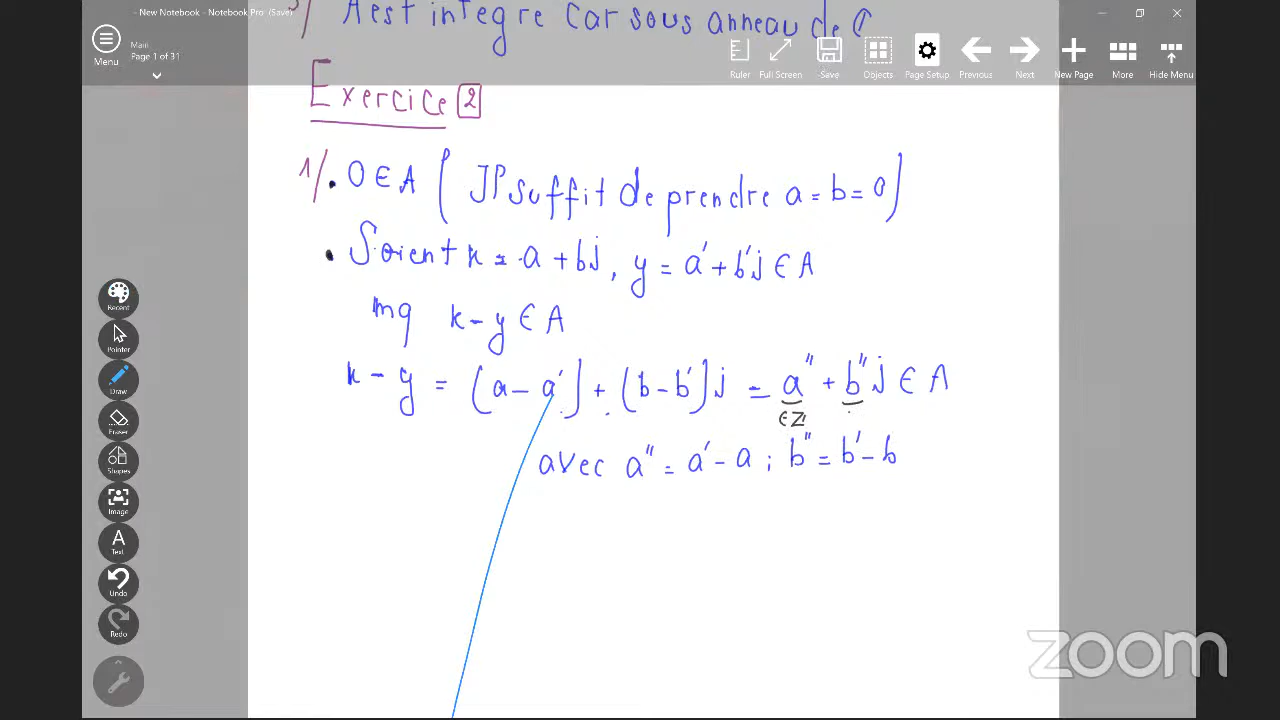 - New Notebook - Notebook Pro (Save)
Menu
Main
Page 1 of 31
Ruler
Full Screen
Save
Objects
Page Setup
Previous
Next
New Page
More
Hide Menu
3/ A est integre car sous anneau de ℂ
Exercice 2
1/. 0 ∈ A ( Il suffit de prendre a = b = 0 )
• Soient x = a + bj, y = a' + b'j ∈ A
mq x - y ∈ A
x - y = (a - a') + (b - b')j = a'' + b''j ∈ A
∈ ℤ
avec a'' = a' - a ; b'' = b' - b
Recent
Pointer
Draw
Eraser
Shapes
Image
A
Text
Undo
Redo
zoom